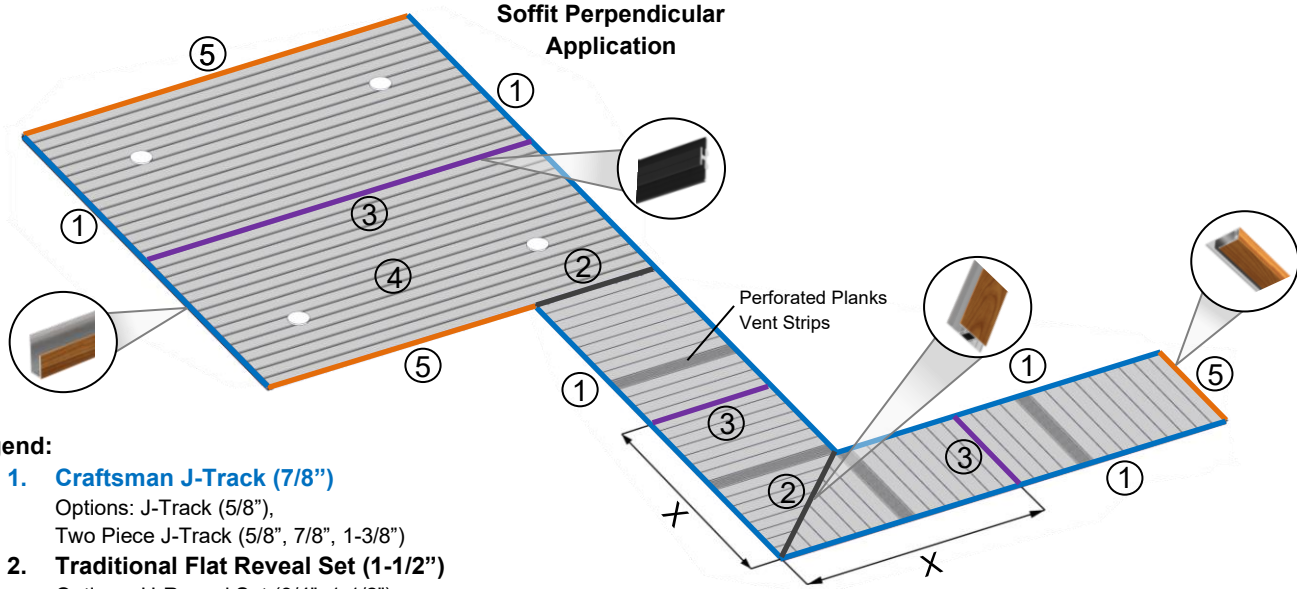 Soffit Perpendicular
Application
5
1
3
1
2
4
Perforated Planks
Vent Strips
5
1
1
5
3
3
2
1
X
X
gend:
1. Craftsman J-Track (7/8”)
Options: J-Track (5/8”),
Two Piece J-Track (5/8”, 7/8”, 1-3/8”)
2. Traditional Flat Reveal Set (1-1/2”)